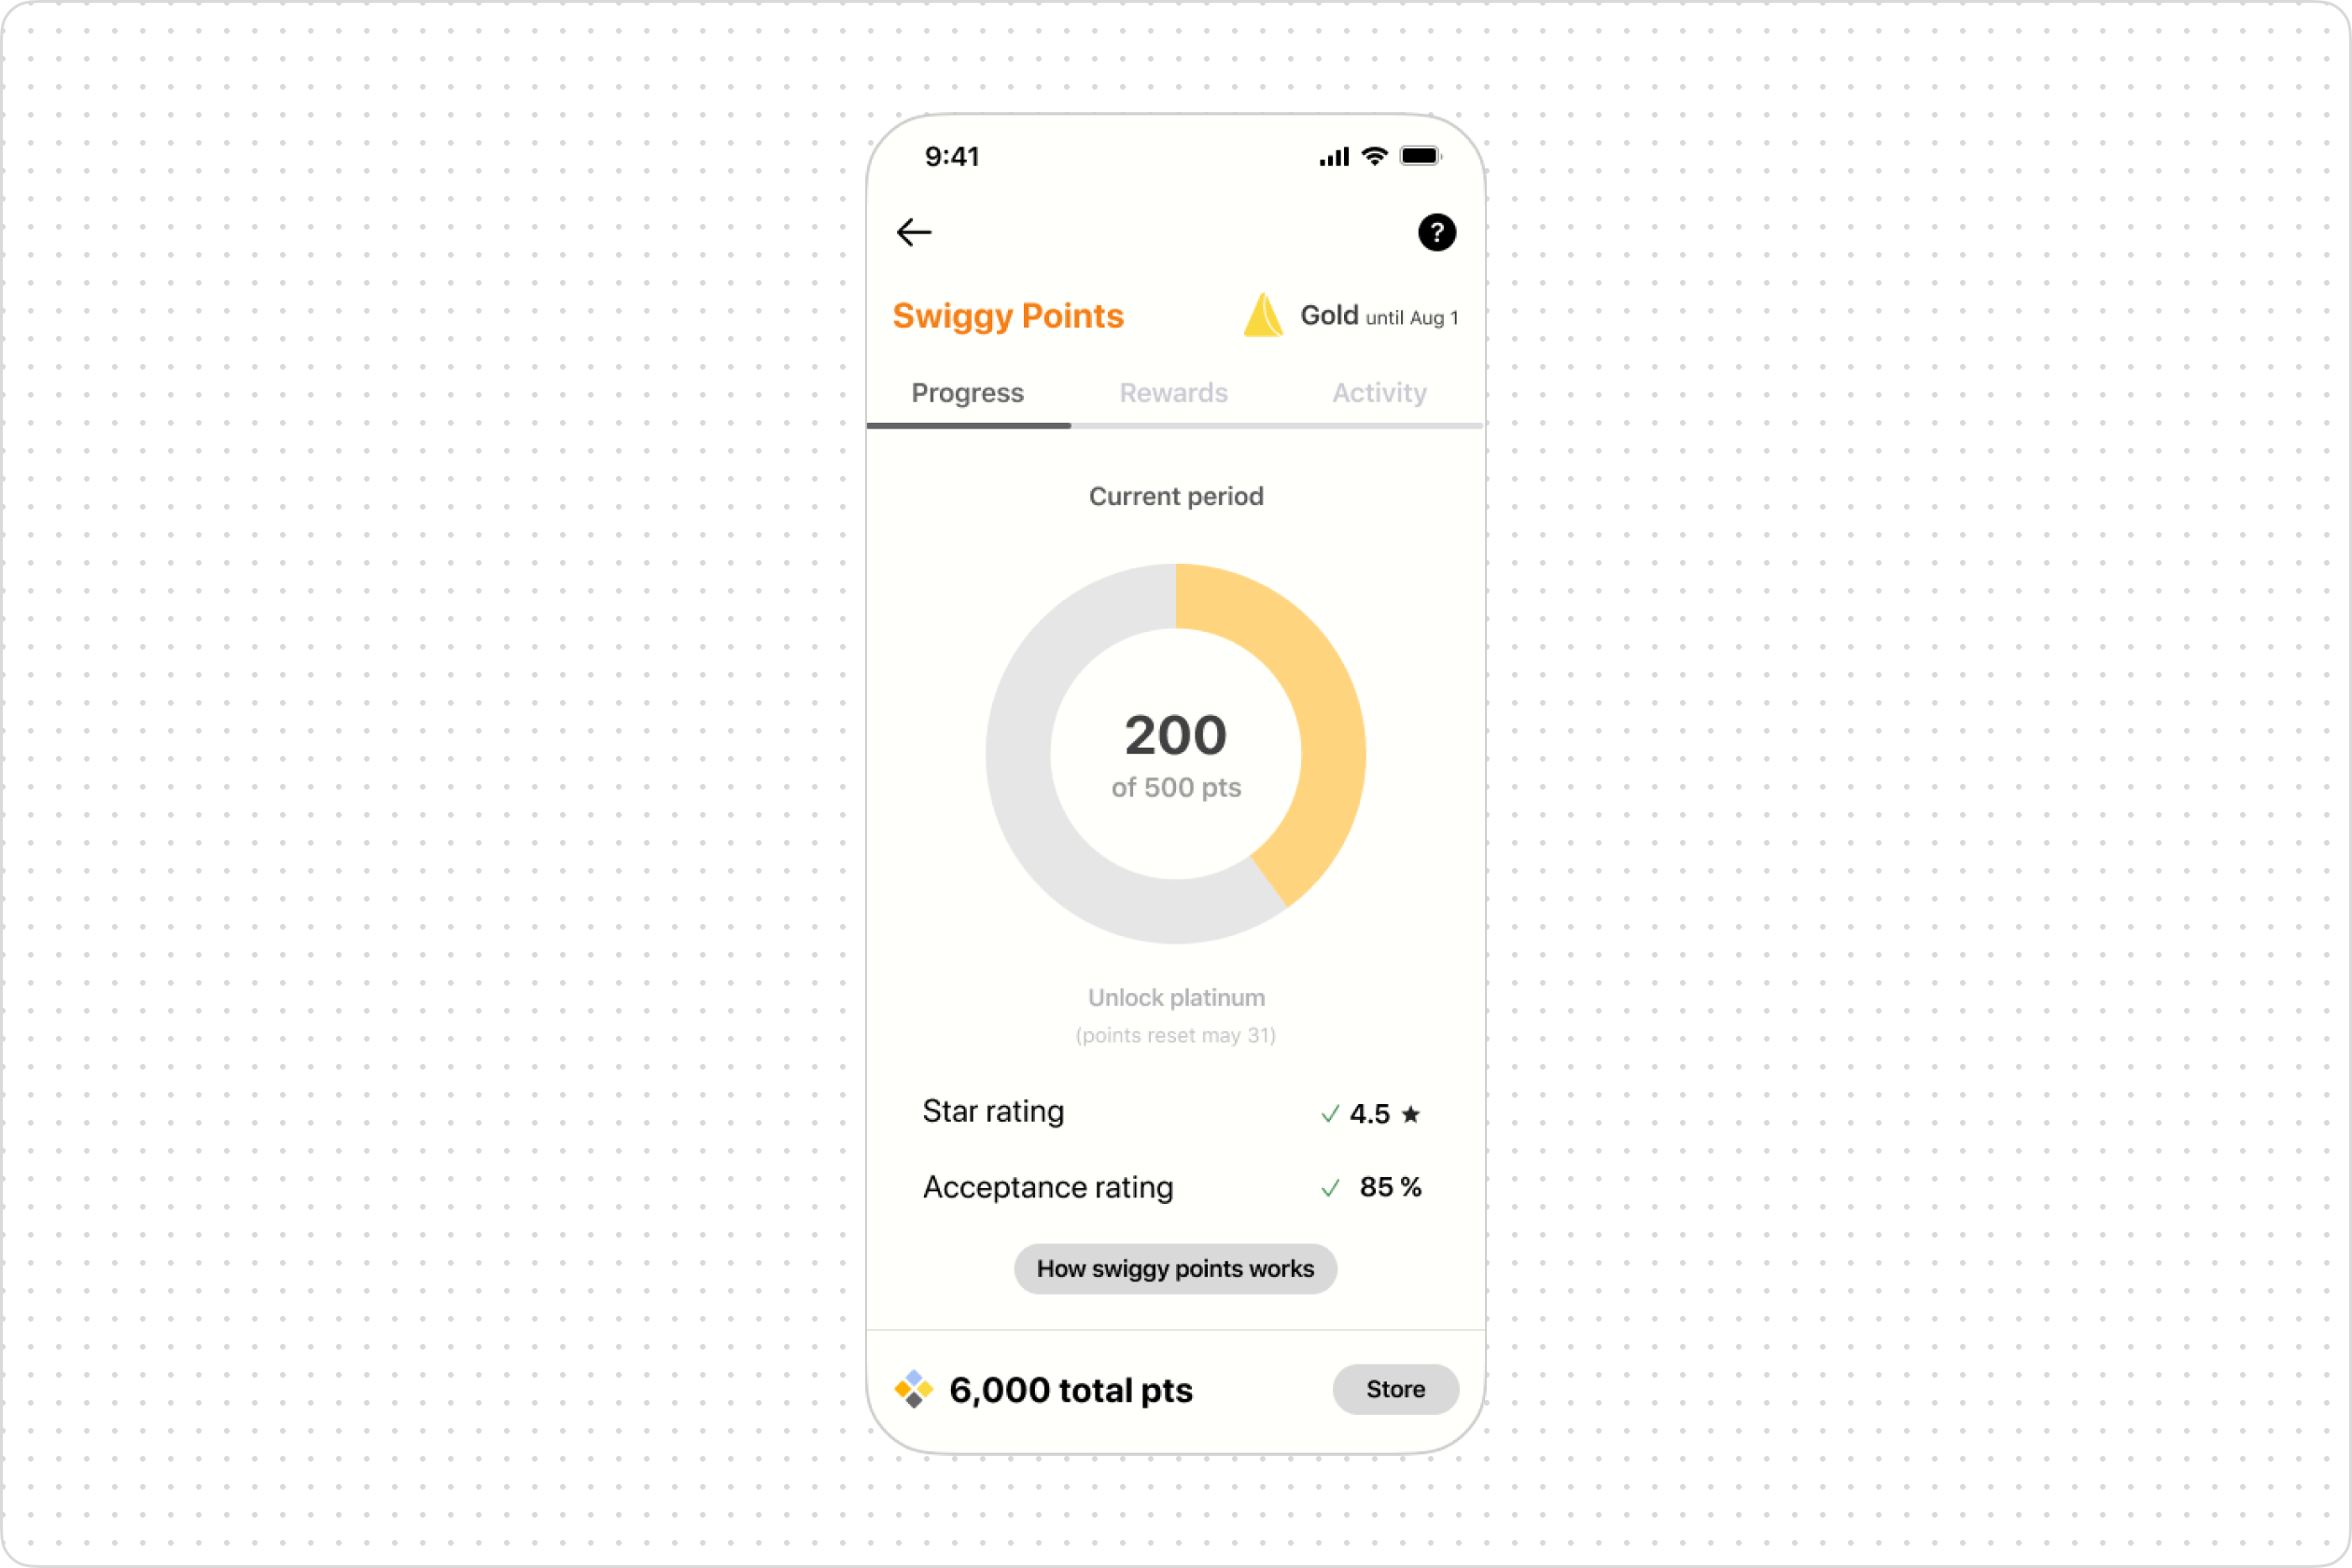 9:41
?
Swiggy Points
Gold until Aug 1
Progress Rewards Activity
Current period
200
of 500 pts
Unlock platinum
(points reset may 31)
Star rating 4.5 ★
Acceptance rating 85 %
How swiggy points works
6,000 total pts Store